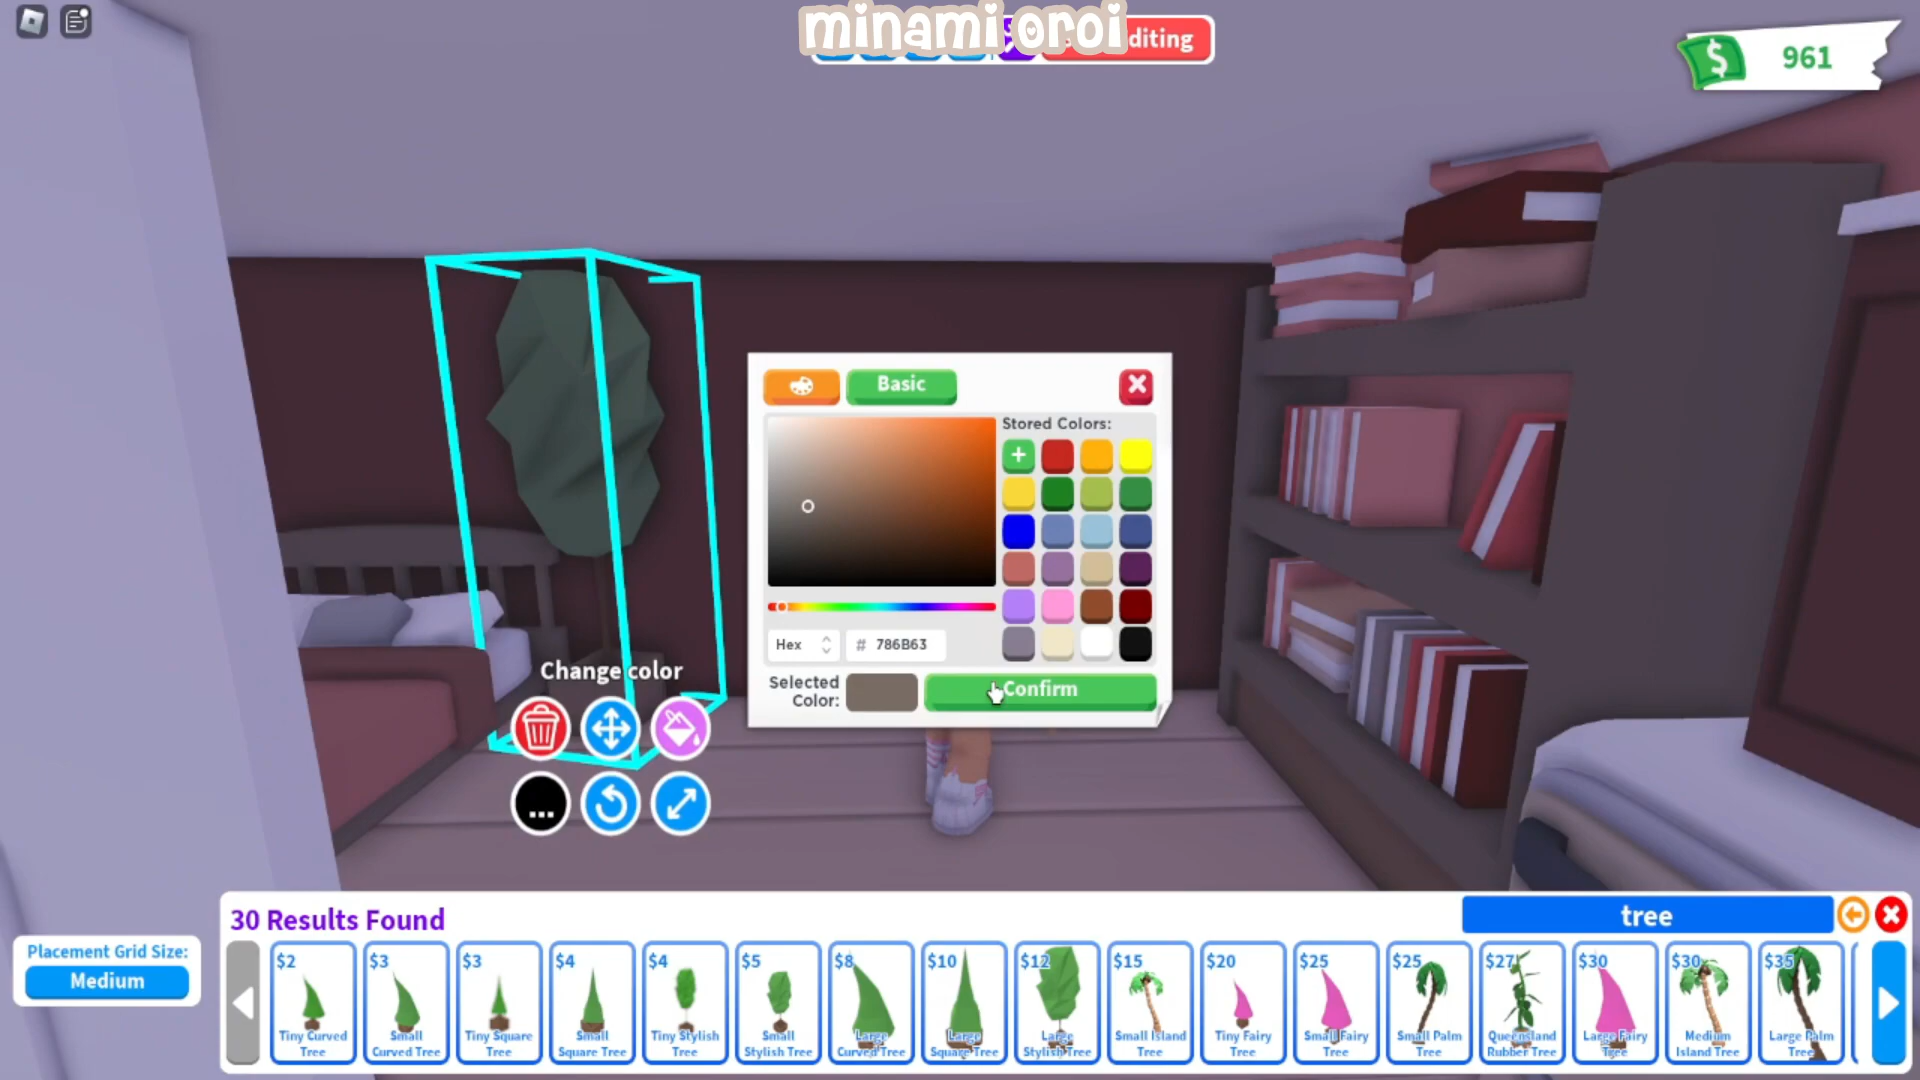 minami oroi
diting
961
Basic
Stored Colors:
Hex
# 786B63
Selected
Color:
Confirm
Change color
30 Results Found
tree
Placement Grid Size:
Medium
$2
Tiny Curved
Tree
$3
Small
Curved Tree
$3
Tiny Square
Tree
$4
Small
Square Tree
$4
Tiny Stylish
Tree
$5
Small
Stylish Tree
$8
Large
Curved Tree
$10
Large
Square Tree
$12
Large
Stylish Tree
$15
Small Island
Tree
$20
Tiny Fairy
Tree
$25
Small Fairy
Tree
$25
Small Palm
Tree
$27
Queensland
Rubber Tree
$30
Large Fairy
Tree
$30
Medium
Island Tree
$35
Large Palm
Tree